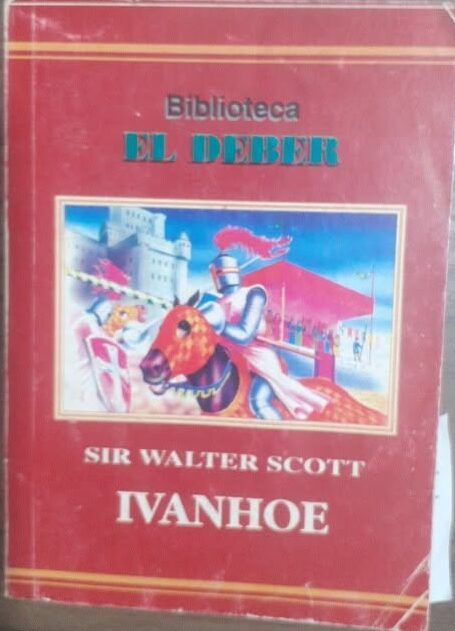 Biblioteca
EL DEBER
SIR WALTER SCOTT
IVANHOE